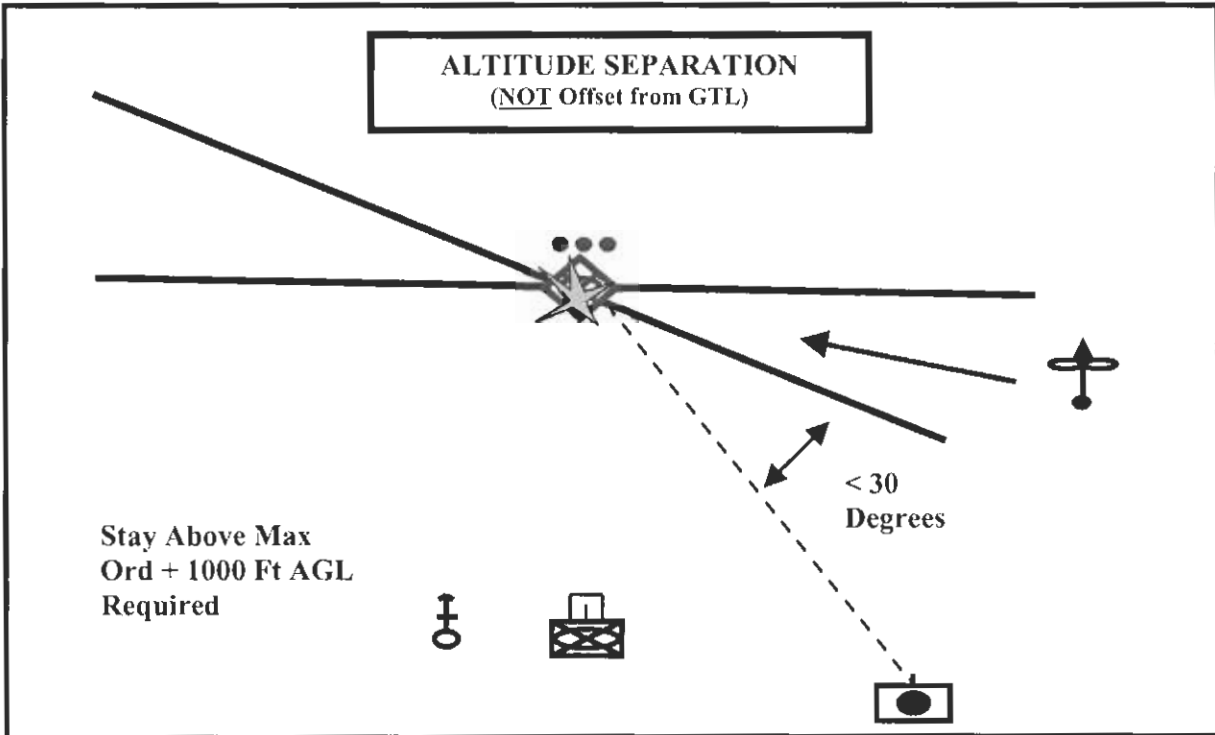 ALTITUDE SEPARATION
(NOT Offset from GTL)
< 30
Degrees
Stay Above Max
Ord + 1000 Ft AGL
Required